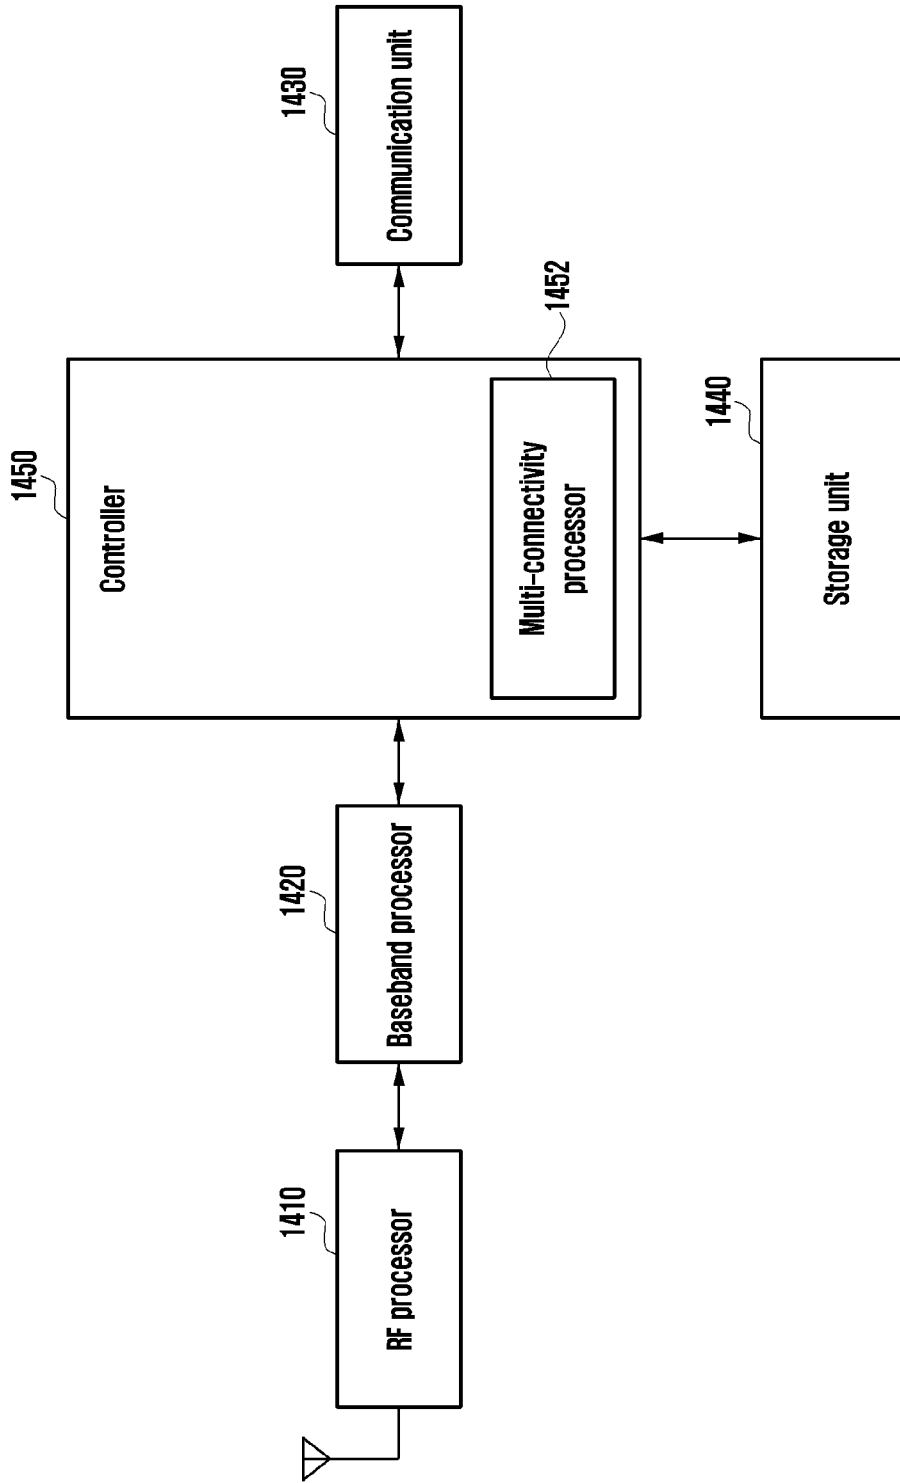 1450
Controller
1410
RF processor
1420
Baseband processor
1430
Communication unit
1452
Multi-connectivity
processor
1440
Storage unit